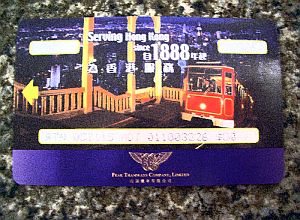 Serving Hong Kong
since
自1888年起
為香港服務
PEAK TRAMWAYS COMPANY, LIMITED
山頂纜車有限公司